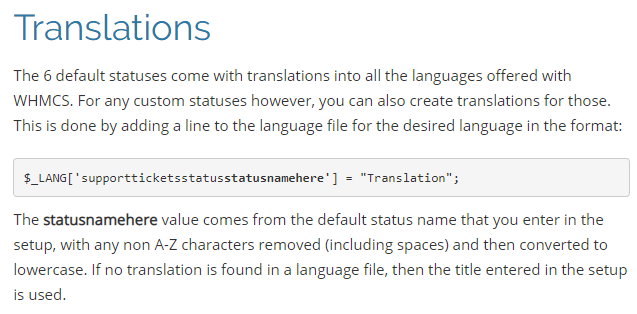 Translations
The 6 default statuses come with translations into all the languages offered with
WHMCS. For any custom statuses however, you can also create translations for those.
This is done by adding a line to the language file for the desired language in the format:
$_LANG['supportticketsstatusstatusnamehere'] = "Translation";
The statusnamehere value comes from the default status name that you enter in the
setup, with any non A-Z characters removed (including spaces) and then converted to
lowercase. If no translation is found in a language file, then the title entered in the setup
is used.